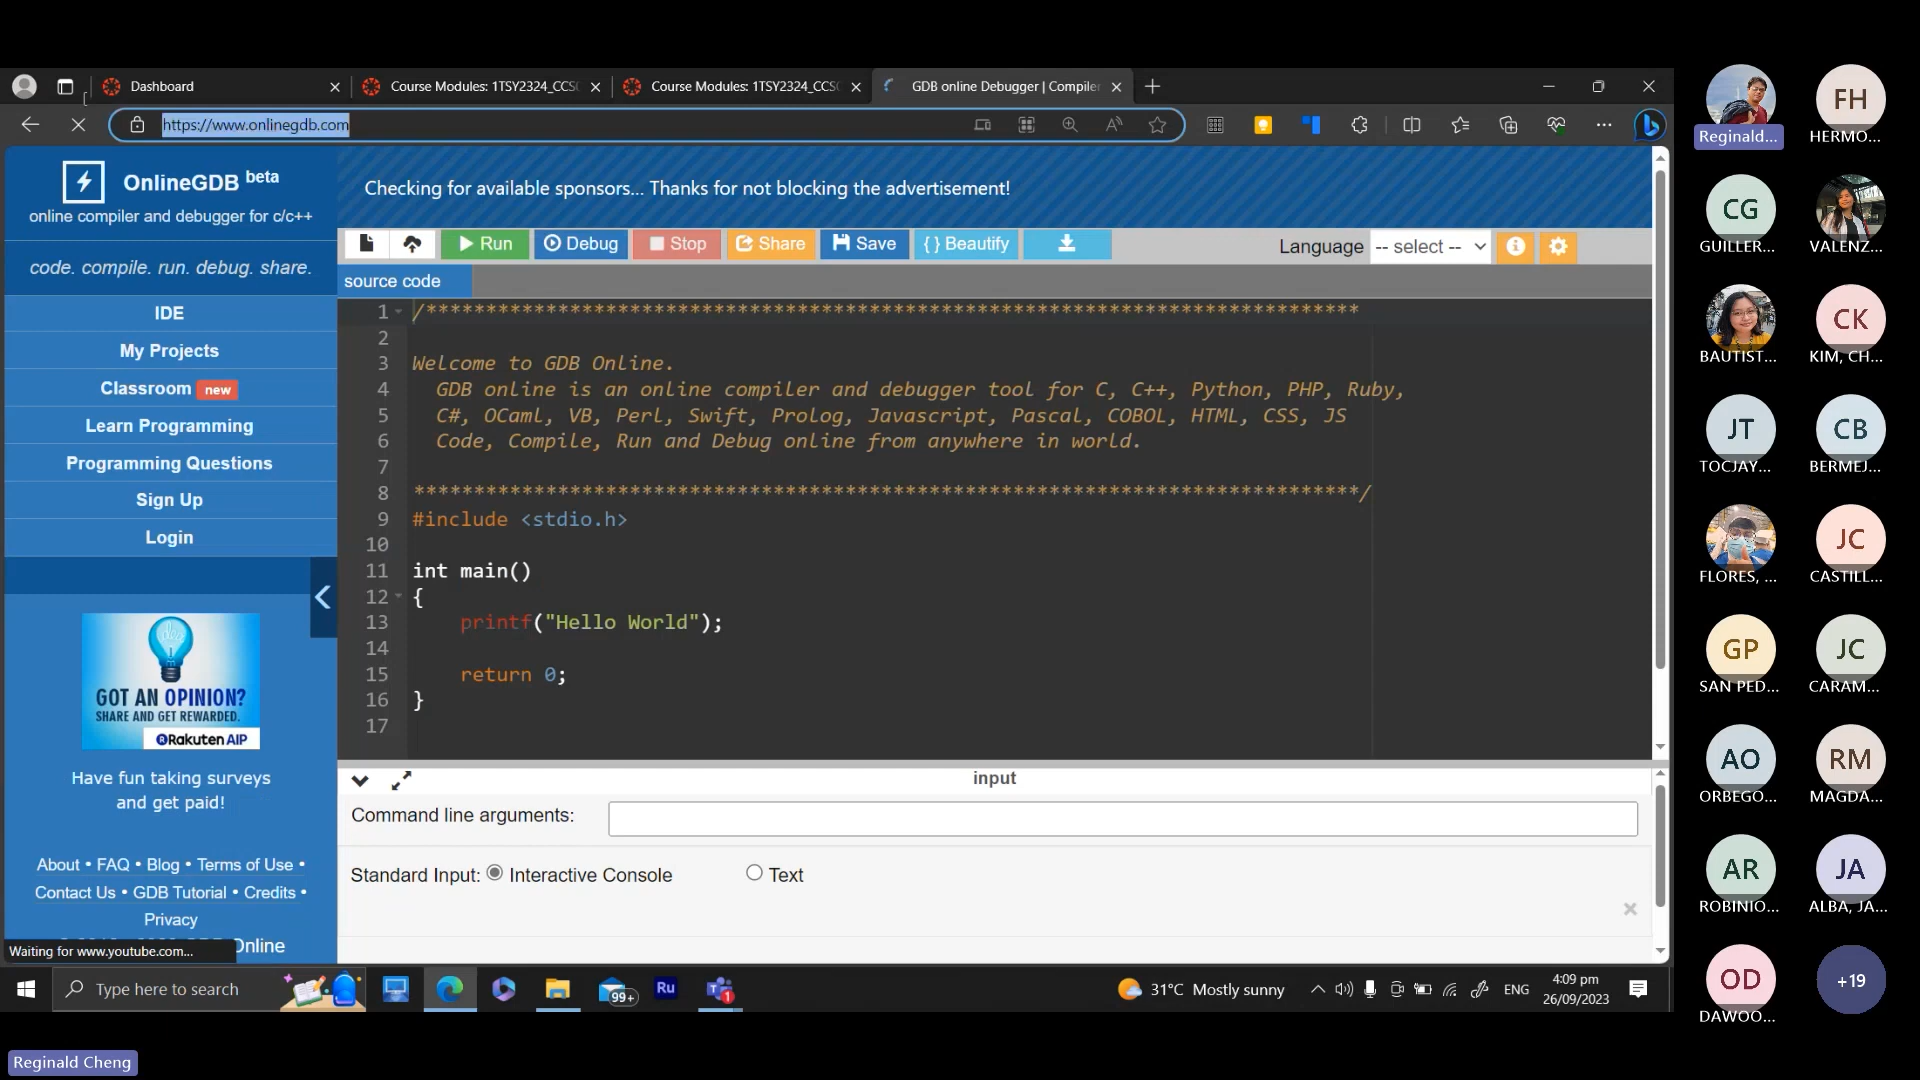 Dashboard
Course Modules: 1TSY2324_CCS
Course Modules: 1TSY2324_CCS
GDB online Debugger | Compiler
https://www.onlinegdb.com
OnlineGDB beta
online compiler and debugger for c/c++
code. compile. run. debug. share.
IDE
My Projects
Classroom new
Learn Programming
Programming Questions
Sign Up
Login
GOT AN OPINION?
SHARE AND GET REWARDED.
Rakuten AIP
Have fun taking surveys
and get paid!
About • FAQ • Blog • Terms of Use •
Contact Us • GDB Tutorial • Credits •
Privacy
Online
Waiting for www.youtube.com...
Checking for available sponsors... Thanks for not blocking the advertisement!
Run Debug Stop Share Save { } Beautify
Language -- select --
source code
1 /******************************************************************************
2
3 Welcome to GDB Online.
4 GDB online is an online compiler and debugger tool for C, C++, Python, PHP, Ruby,
5 C#, OCaml, VB, Perl, Swift, Prolog, Javascript, Pascal, COBOL, HTML, CSS, JS
6 Code, Compile, Run and Debug online from anywhere in world.
7
8 *******************************************************************************/
9 #include <stdio.h>
10
11 int main()
12 {
13 printf("Hello World");
14
15 return 0;
16 }
17
input
Command line arguments:
Standard Input: Interactive Console Text
Type here to search
99+
Ru
1
31°C Mostly sunny
ENG
4:09 pm
26/09/2023
Reginald Cheng
Reginald...
FH
HERMO...
CG
GUILLER...
VALENZ...
BAUTIST...
CK
KIM, CH...
JT
TOCJAY...
CB
BERMEJ...
FLORES, ...
JC
CASTILL...
GP
SAN PED...
JC
CARAM...
AO
ORBEGO...
RM
MAGDA...
AR
ROBINIO...
JA
ALBA, JA...
OD
DAWOO...
+19